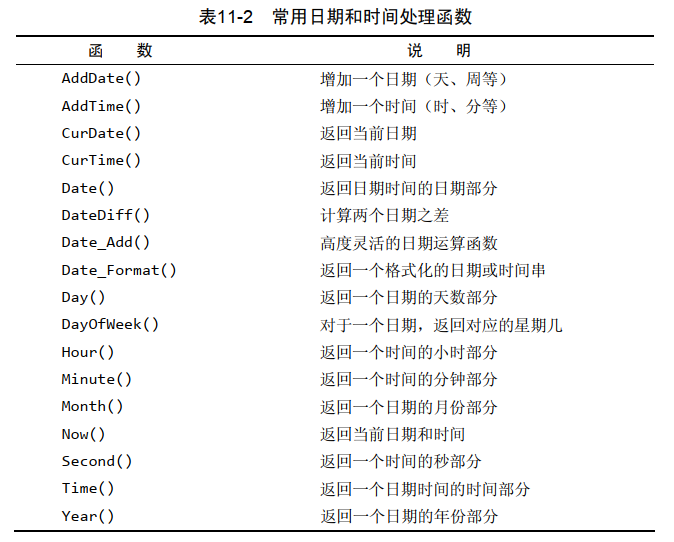 表11-2 常用日期和时间处理函数
函 数 说 明
AddDate() 增加一个日期（天、周等）
AddTime() 增加一个时间（时、分等）
CurDate() 返回当前日期
CurTime() 返回当前时间
Date() 返回日期时间的日期部分
DateDiff() 计算两个日期之差
Date_Add() 高度灵活的日期运算函数
Date_Format() 返回一个格式化的日期或时间串
Day() 返回一个日期的天数部分
DayOfWeek() 对于一个日期，返回对应的星期几
Hour() 返回一个时间的小时部分
Minute() 返回一个时间的分钟部分
Month() 返回一个日期的月份部分
Now() 返回当前日期和时间
Second() 返回一个时间的秒部分
Time() 返回一个日期时间的时间部分
Year() 返回一个日期的年份部分